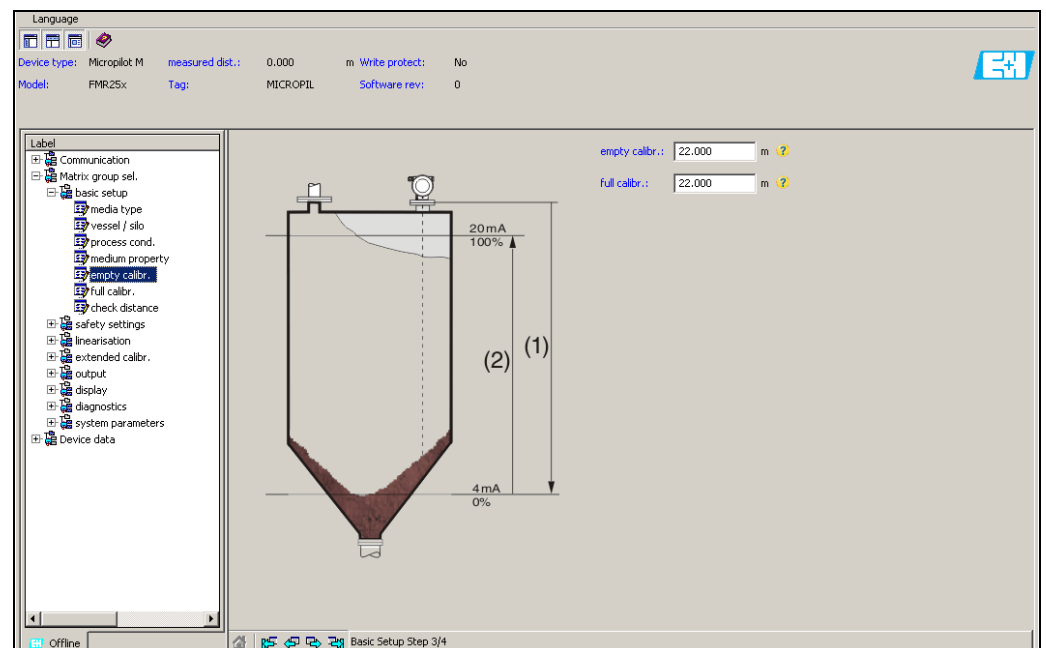 Language
Device type: Micropilot M measured dist.: 0.000 m Write protect: No
Model: FMR25x Tag: MICROPIL Software rev: 0
E+H
Label
Communication
Matrix group sel.
basic setup
media type
vessel / silo
process cond.
medium property
empty calibr.
full calibr.
check distance
safety settings
linearisation
extended calibr.
output
display
diagnostics
system parameters
Device data
empty calibr.: 22.000 m ?
full calibr.: 22.000 m ?
20mA
100%
(1)
(2)
4mA
0%
Offline
Basic Setup Step 3/4